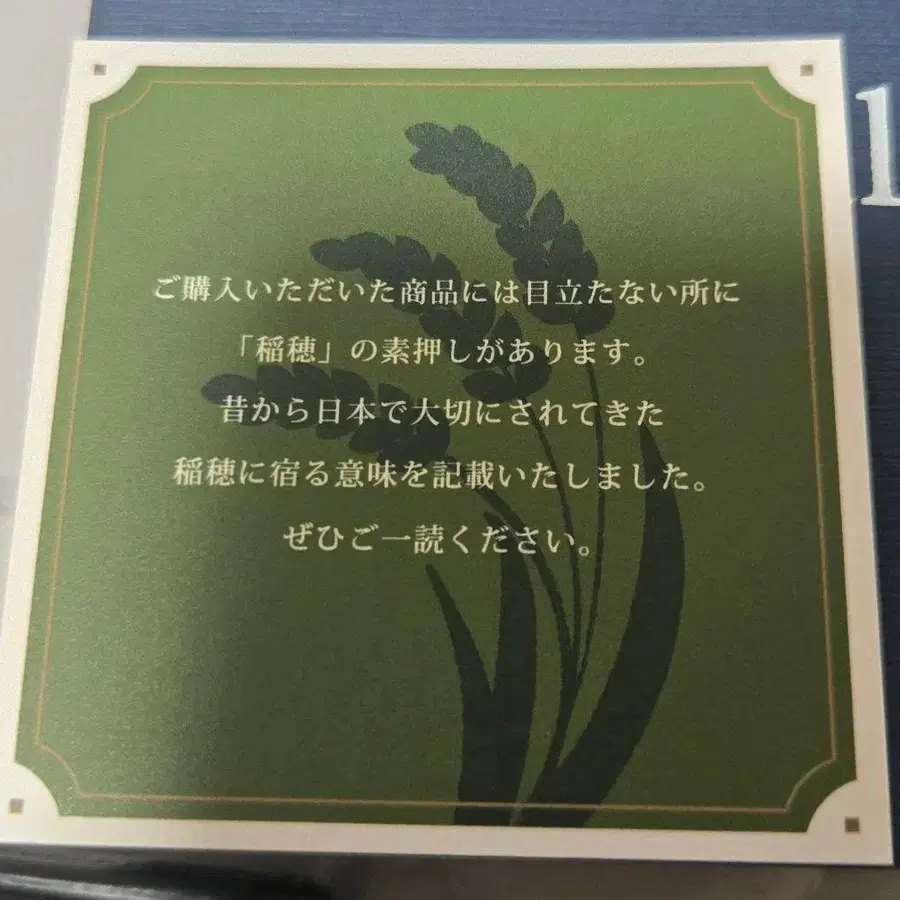 ご購入いただいた商品には目立たない所に
「稲穂」の素押しがあります。
昔から日本で大切にされてきた
稲穂に宿る意味を記載いたしました。
ぜひご一読ください。